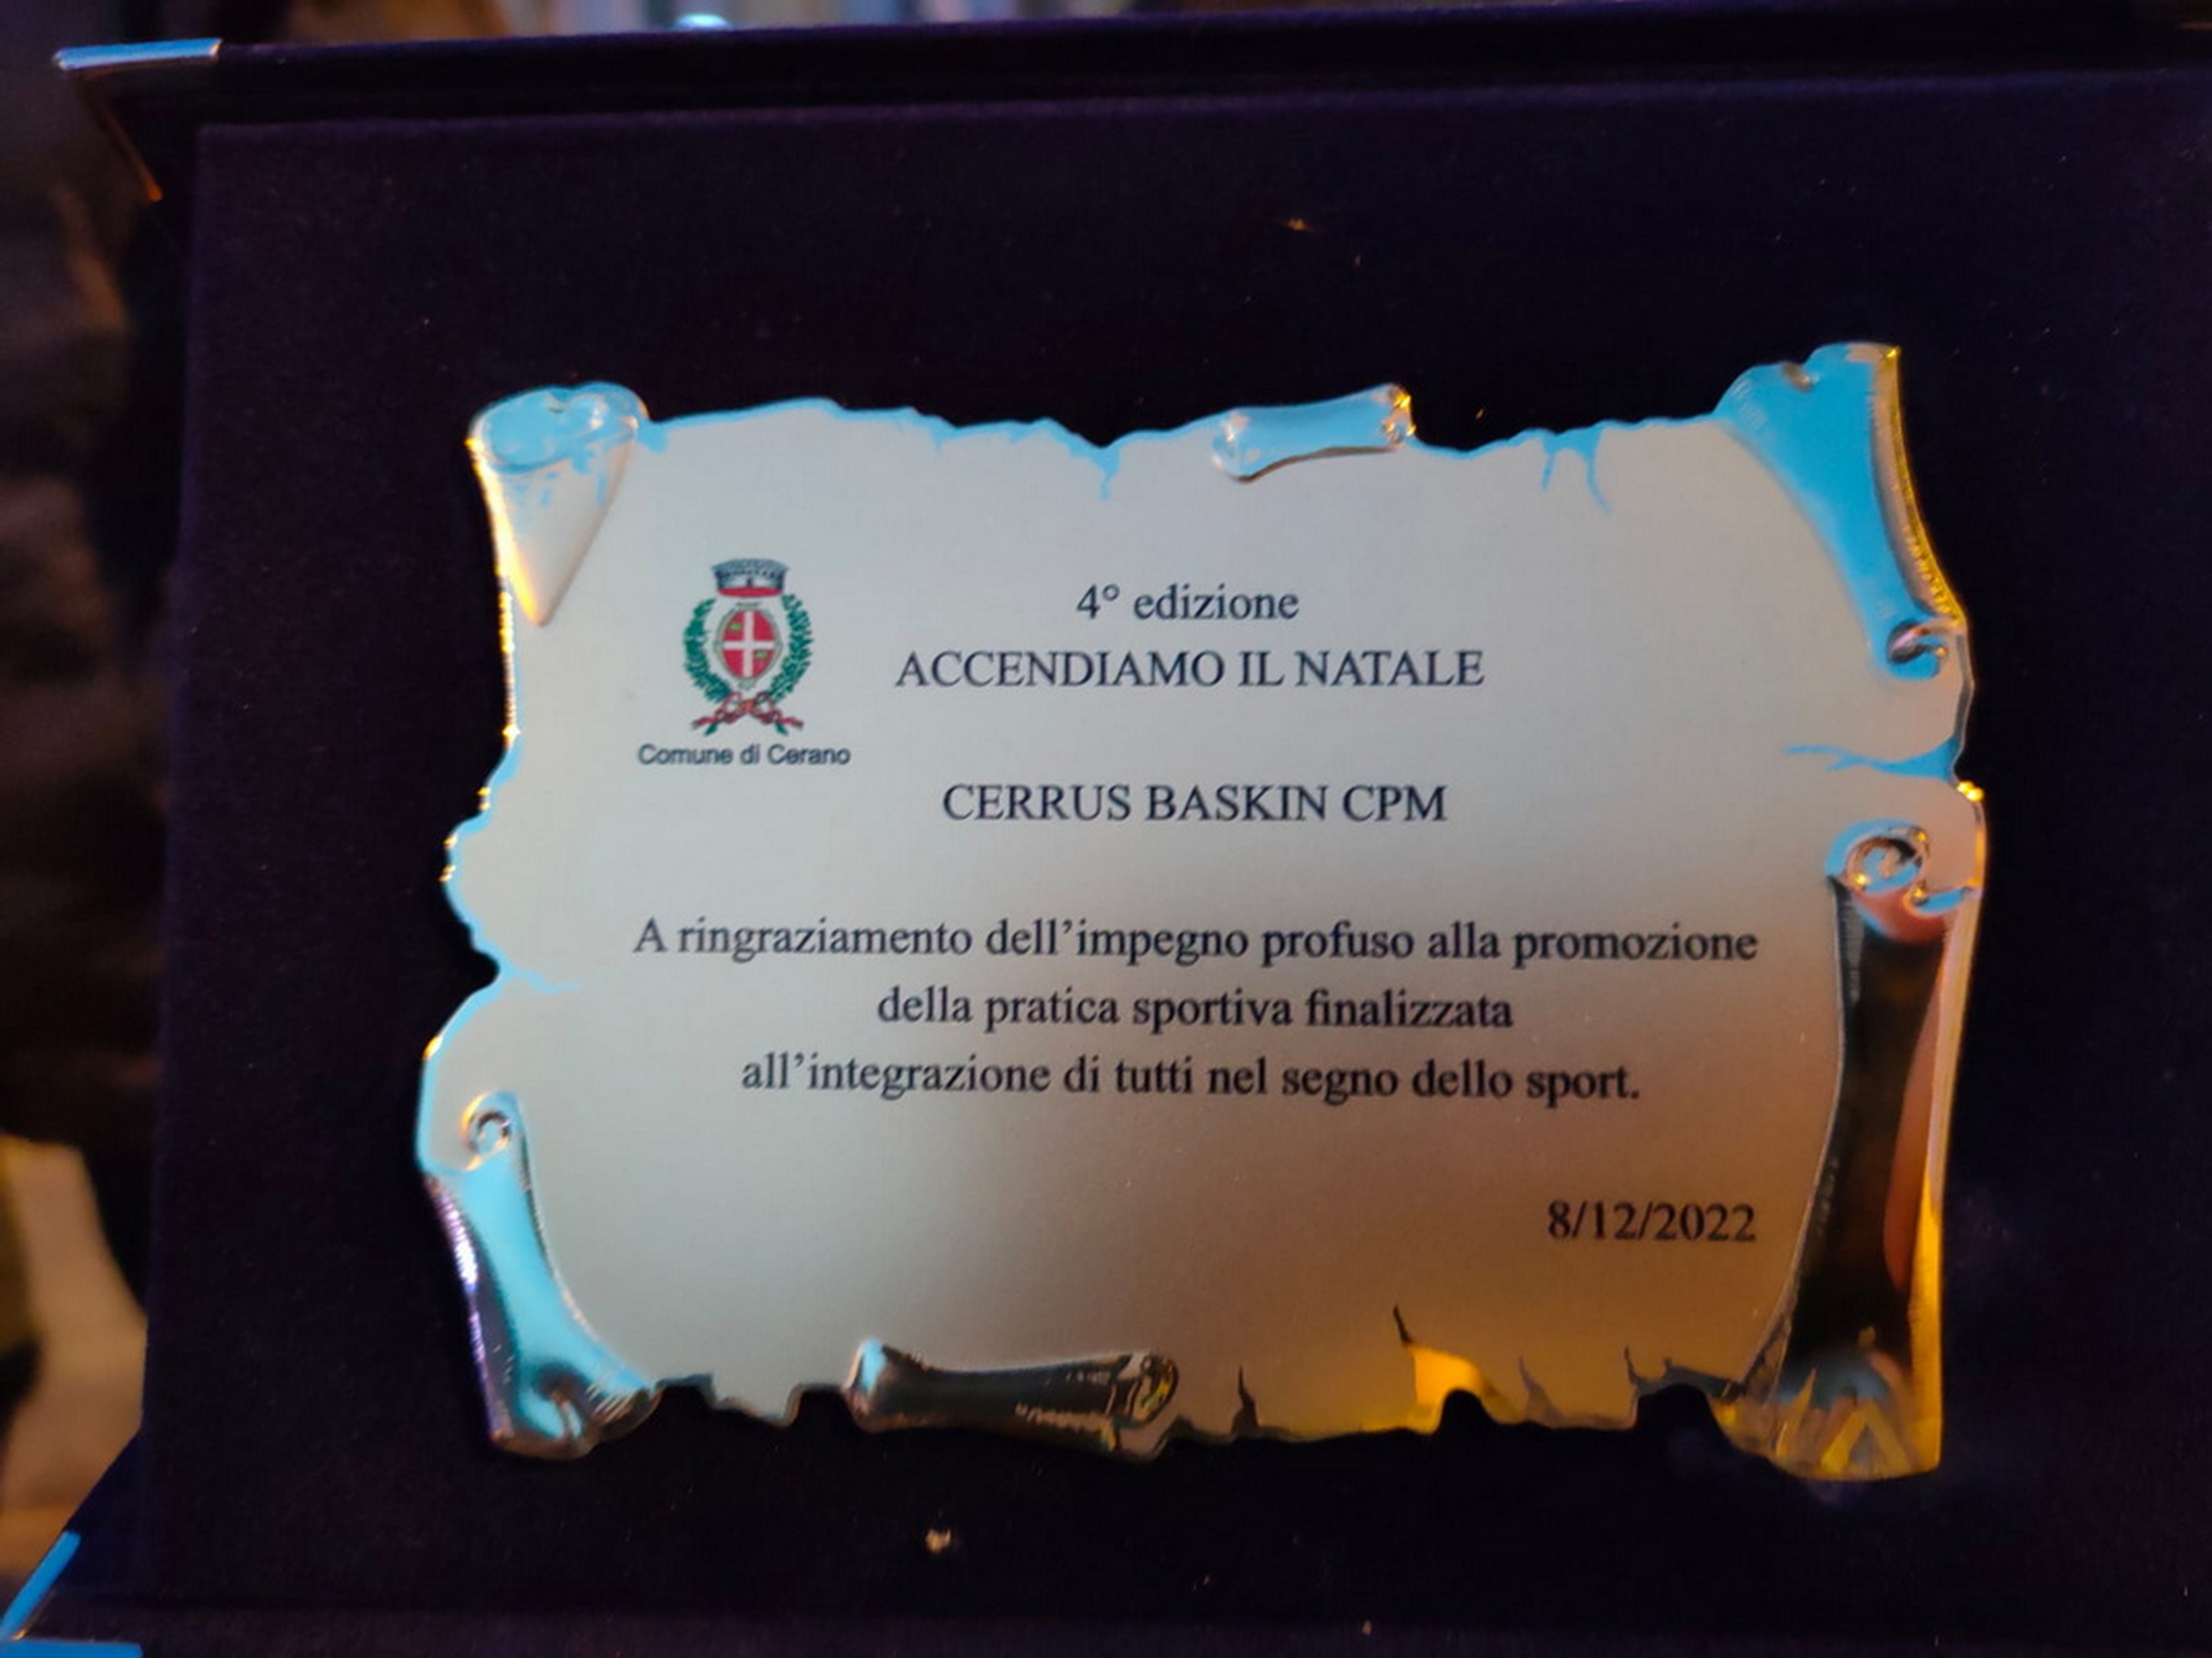 4° edizione
ACCENDIAMO IL NATALE
Comune di Cerano
CERRUS BASKIN CPM
A ringraziamento dell'impegno profuso alla promozione
della pratica sportiva finalizzata
all'integrazione di tutti nel segno dello sport.
8/12/2022